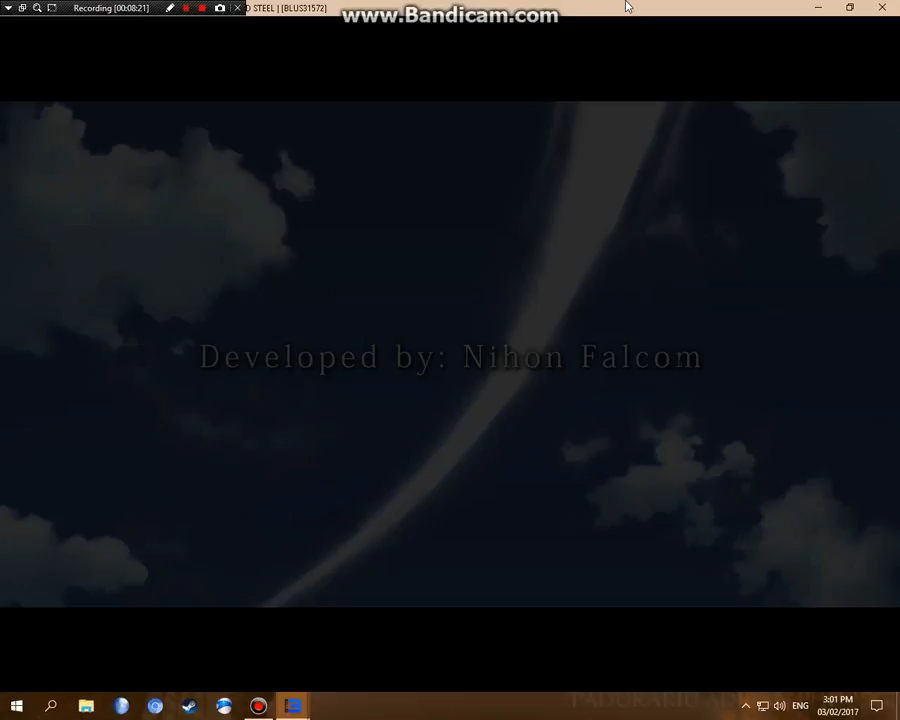 Recording [00:08:21]
D STEEL | [BLUS31572]
www.Bandicam.com
Developed by: Nihon Falcom
ENG
3:01 PM
03/02/2017